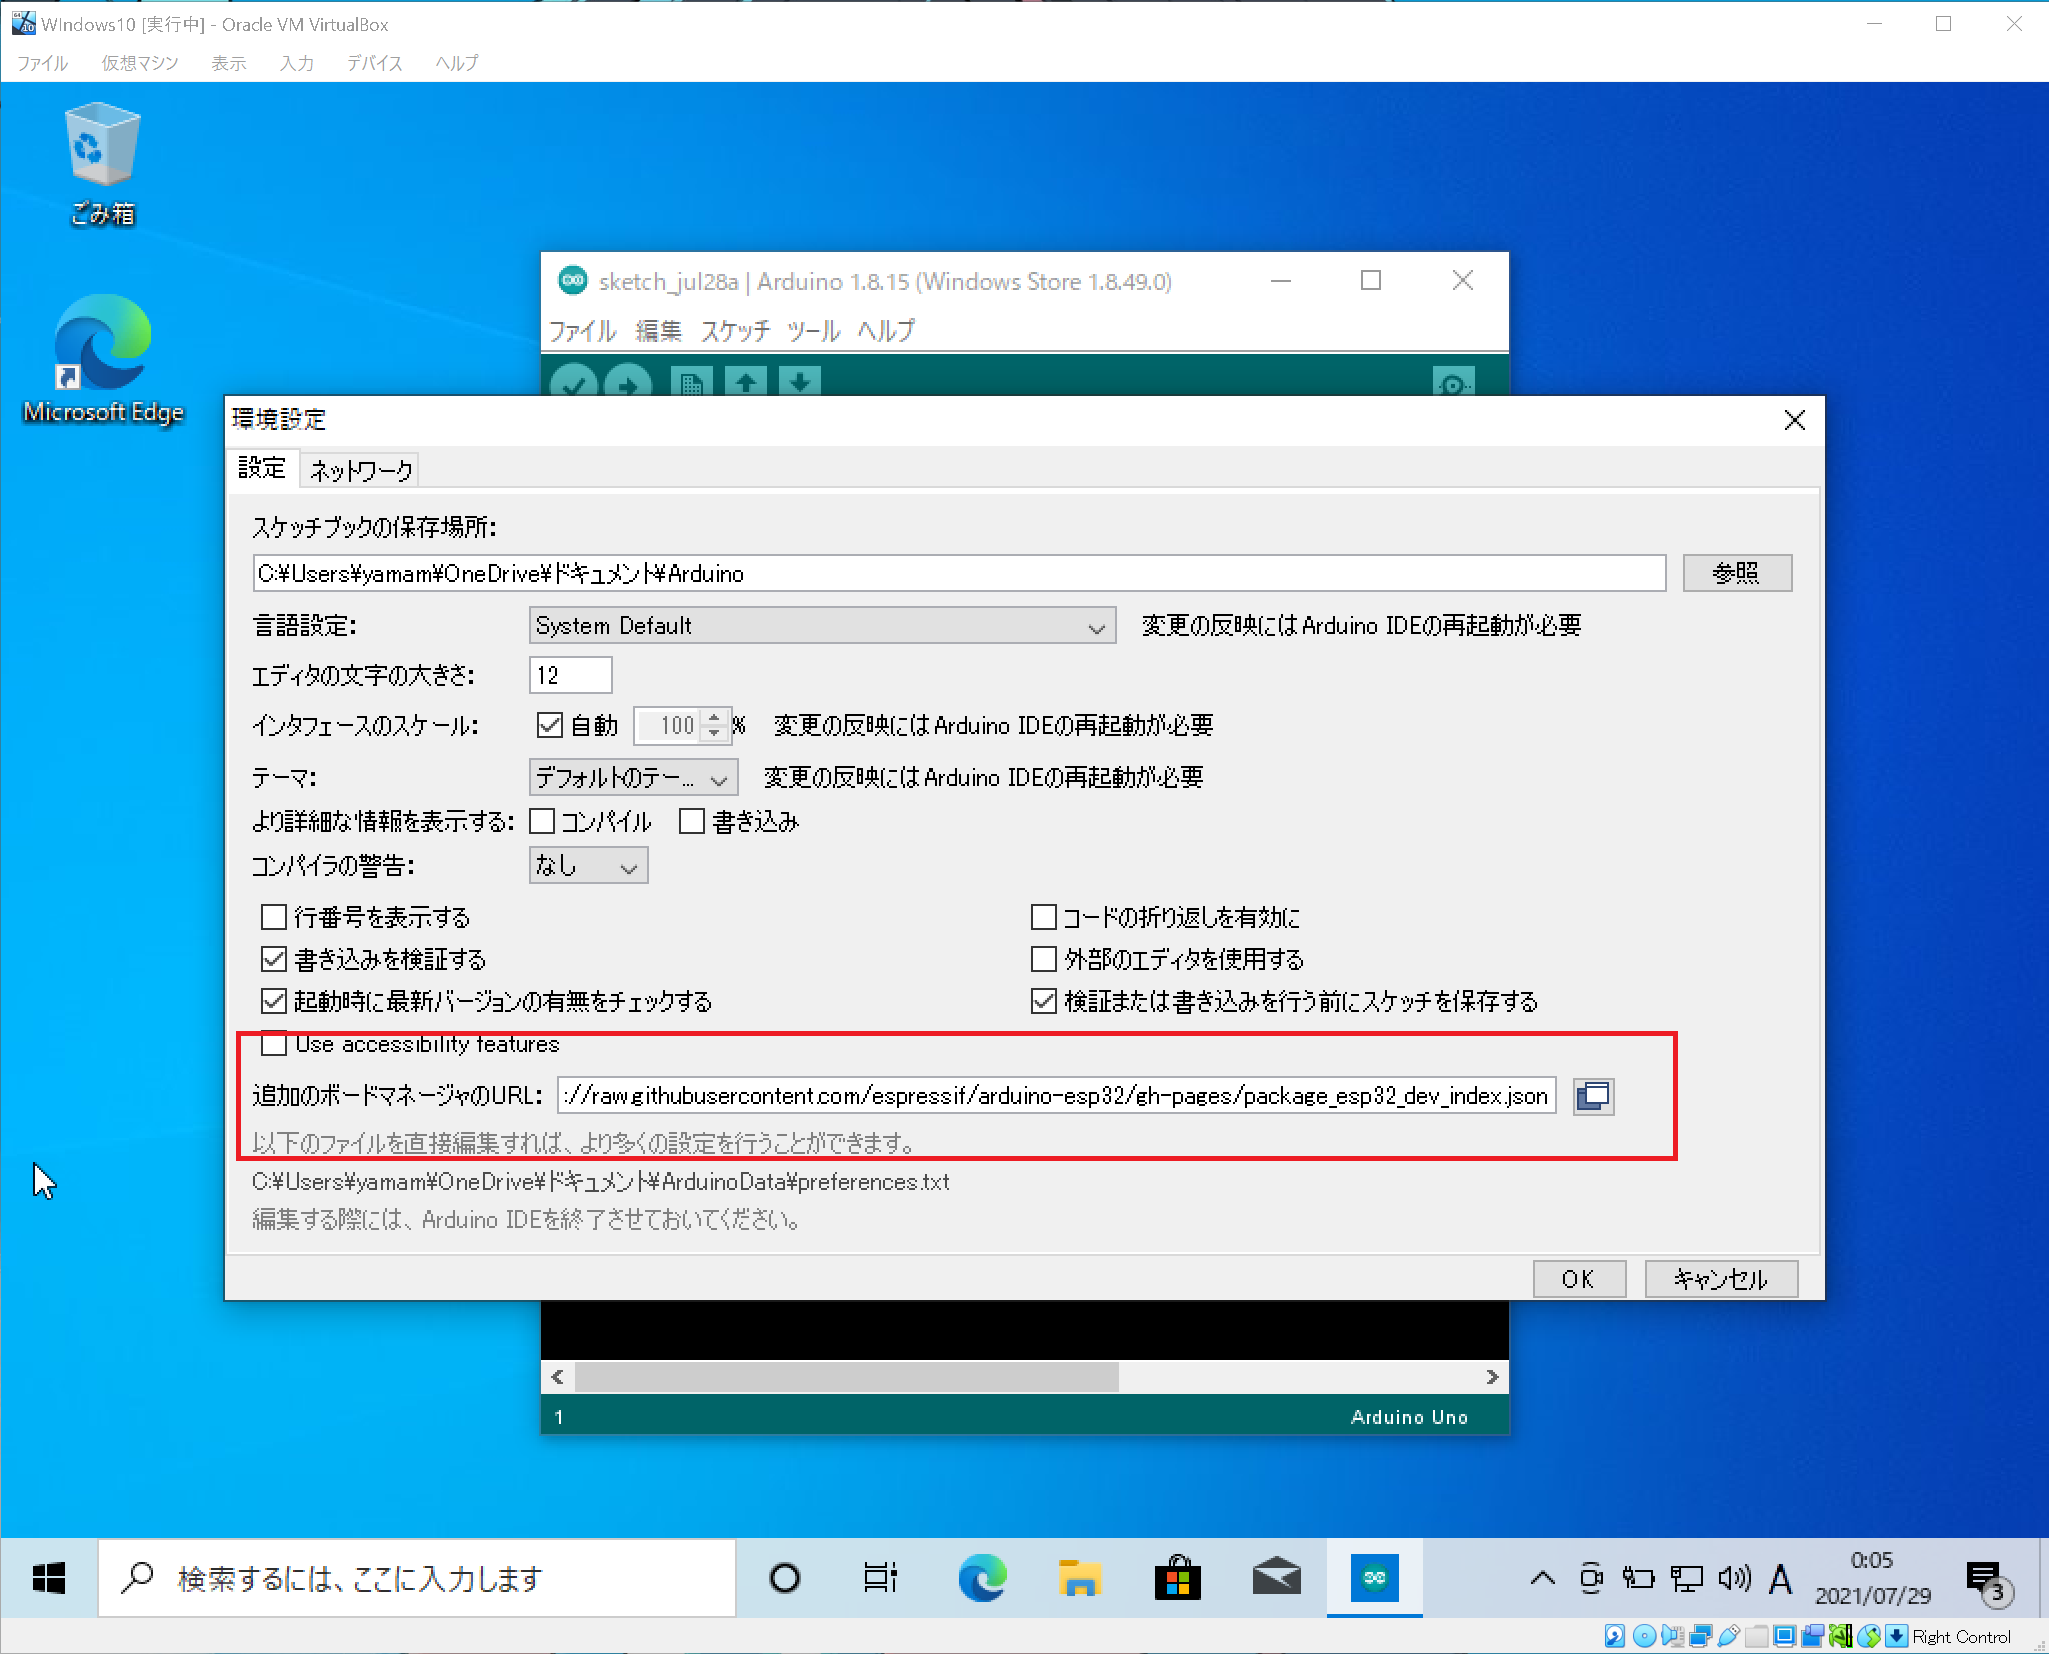 WIndows10 [実行中] - Oracle VM VirtualBox
ファイル 仮想マシン 表示 入力 デバイス ヘルプ
ごみ箱
Microsoft Edge
sketch_jul28a | Arduino 1.8.15 (Windows Store 1.8.49.0)
ファイル 編集 スケッチ ツール ヘルプ
環境設定
設定 ネットワーク
スケッチブックの保存場所:
C:¥Users¥yamam¥OneDrive¥ドキュメント¥Arduino 参照
言語設定: System Default 変更の反映にはArduino IDEの再起動が必要
エディタの文字の大きさ: 12
インタフェースのスケール: 自動 100 % 変更の反映にはArduino IDEの再起動が必要
テーマ: デフォルトのテー... 変更の反映にはArduino IDEの再起動が必要
より詳細な情報を表示する: コンパイル 書き込み
コンパイラの警告: なし
行番号を表示する コードの折り返しを有効に
書き込みを検証する 外部のエディタを使用する
起動時に最新バージョンの有無をチェックする 検証または書き込みを行う前にスケッチを保存する
Use accessibility features
追加のボードマネージャのURL: ://raw.githubusercontent.com/espressif/arduino-esp32/gh-pages/package_esp32_dev_index.json
以下のファイルを直接編集すれば、より多くの設定を行うことができます。
C:¥Users¥yamam¥OneDrive¥ドキュメント¥ArduinoData¥preferences.txt
編集する際には、Arduino IDEを終了させておいてください。
OK キャンセル
1 Arduino Uno
検索するには、ここに入力します
A 0:05
2021/07/29
3
Right Control